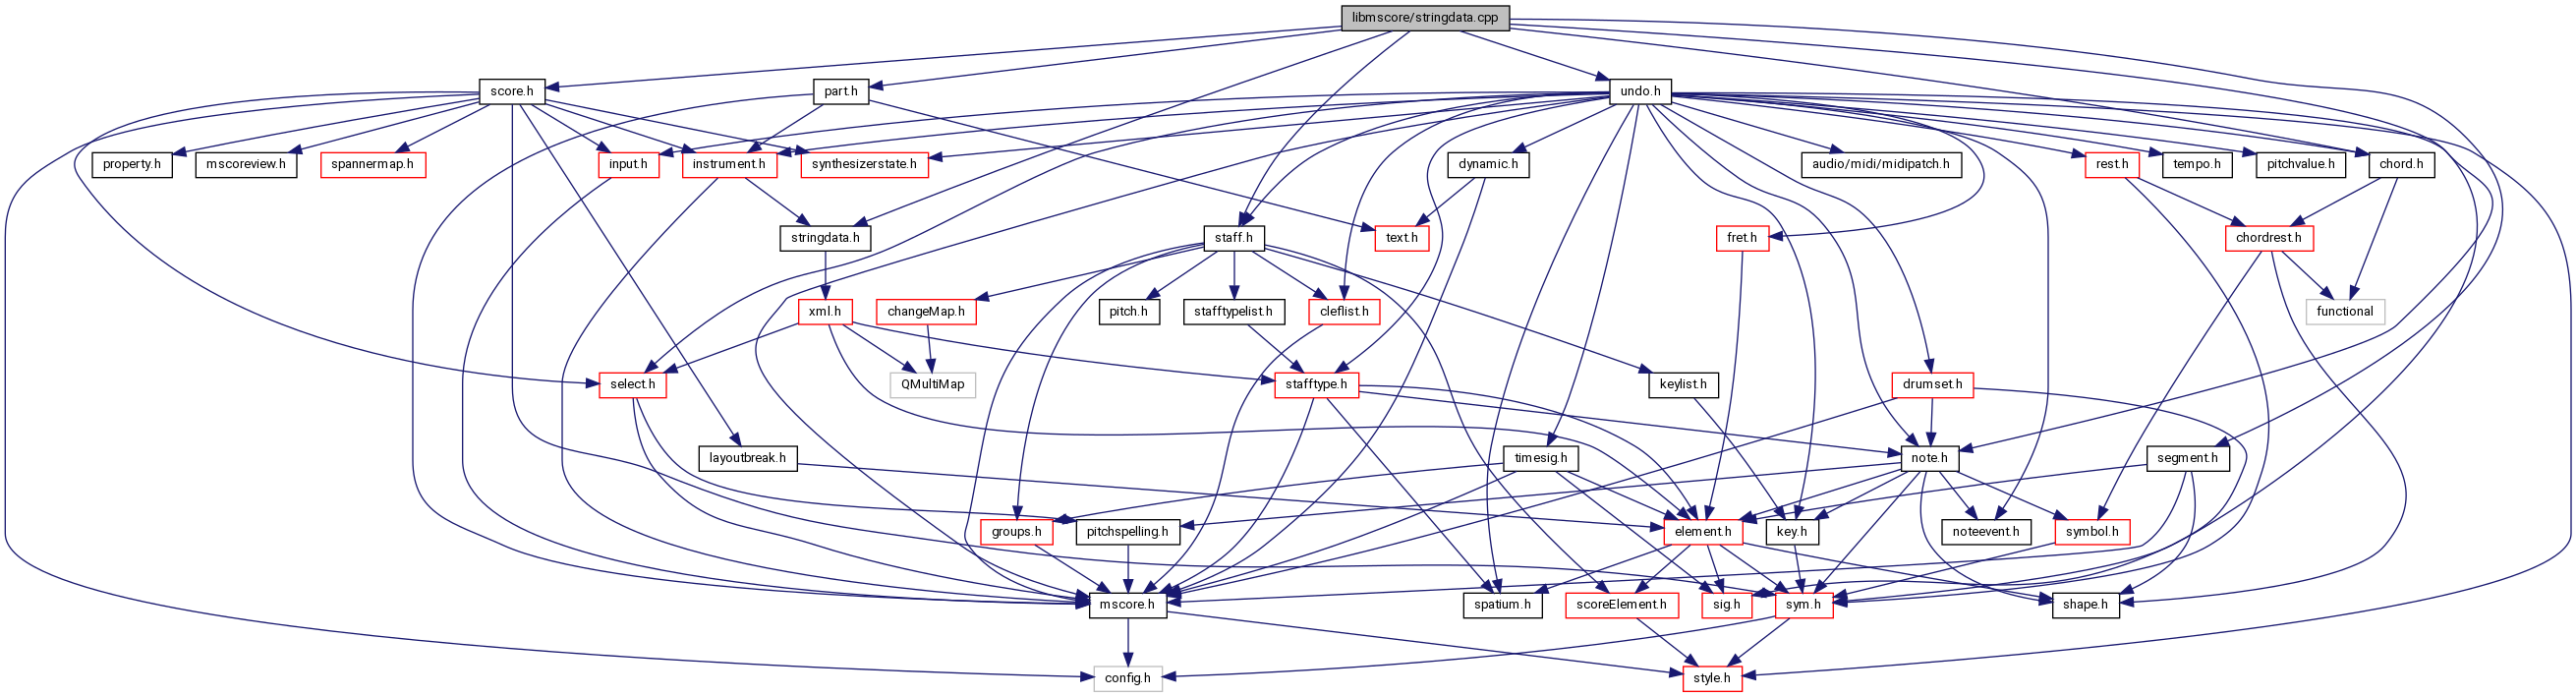 libmscore/stringdata.cpp
score.h
part.h
undo.h
property.h
mscoreview.h
spannermap.h
input.h
instrument.h
synthesizerstate.h
dynamic.h
audio/midi/midipatch.h
rest.h
tempo.h
pitchvalue.h
chord.h
stringdata.h
staff.h
text.h
fret.h
chordrest.h
xml.h
changeMap.h
pitch.h
stafftypelist.h
cleflist.h
functional
select.h
QMultiMap
stafftype.h
keylist.h
drumset.h
layoutbreak.h
timesig.h
note.h
segment.h
groups.h
pitchspelling.h
element.h
key.h
noteevent.h
symbol.h
mscore.h
spatium.h
scoreElement.h
sig.h
sym.h
shape.h
config.h
style.h